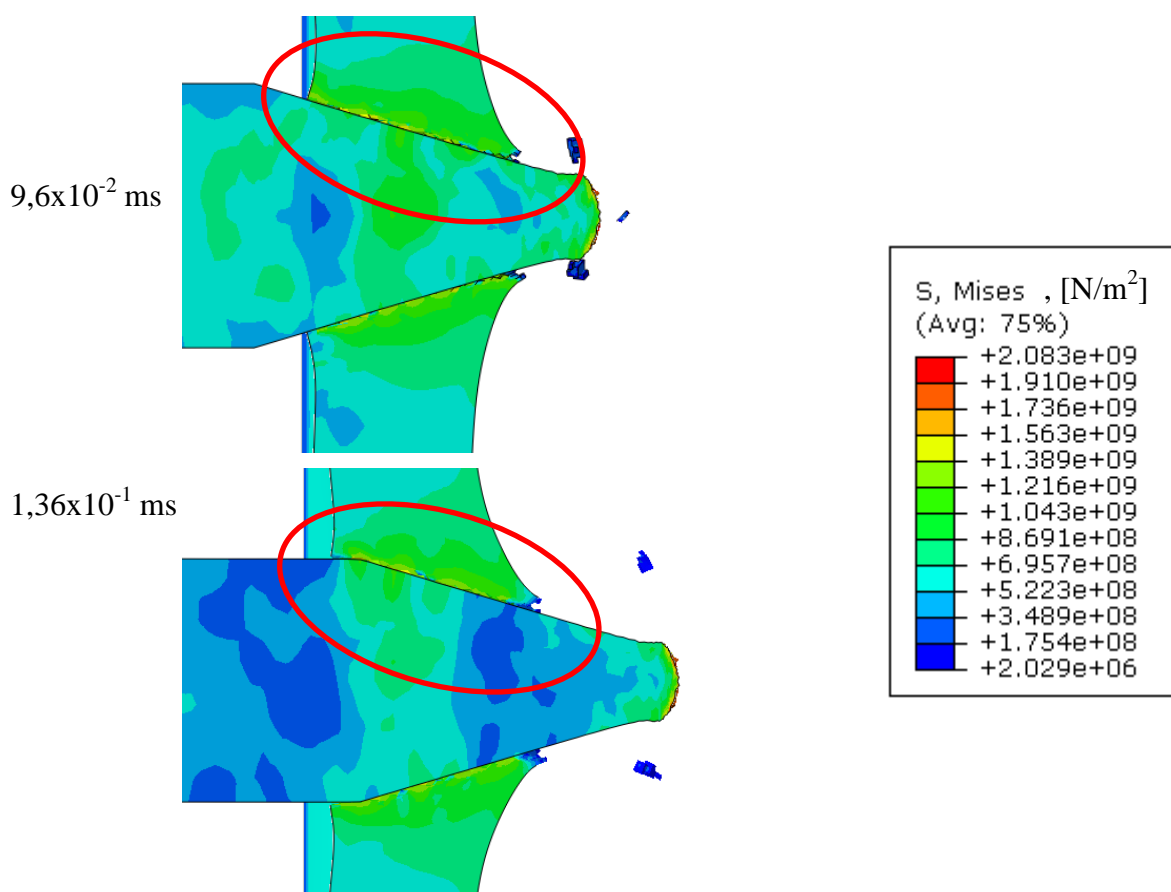 9,6x10⁻² ms
1,36x10⁻¹ ms
S, Mises , [N/m²]
(Avg: 75%)
+2.083e+09
+1.910e+09
+1.736e+09
+1.563e+09
+1.389e+09
+1.216e+09
+1.043e+09
+8.691e+08
+6.957e+08
+5.223e+08
+3.489e+08
+1.754e+08
+2.029e+06